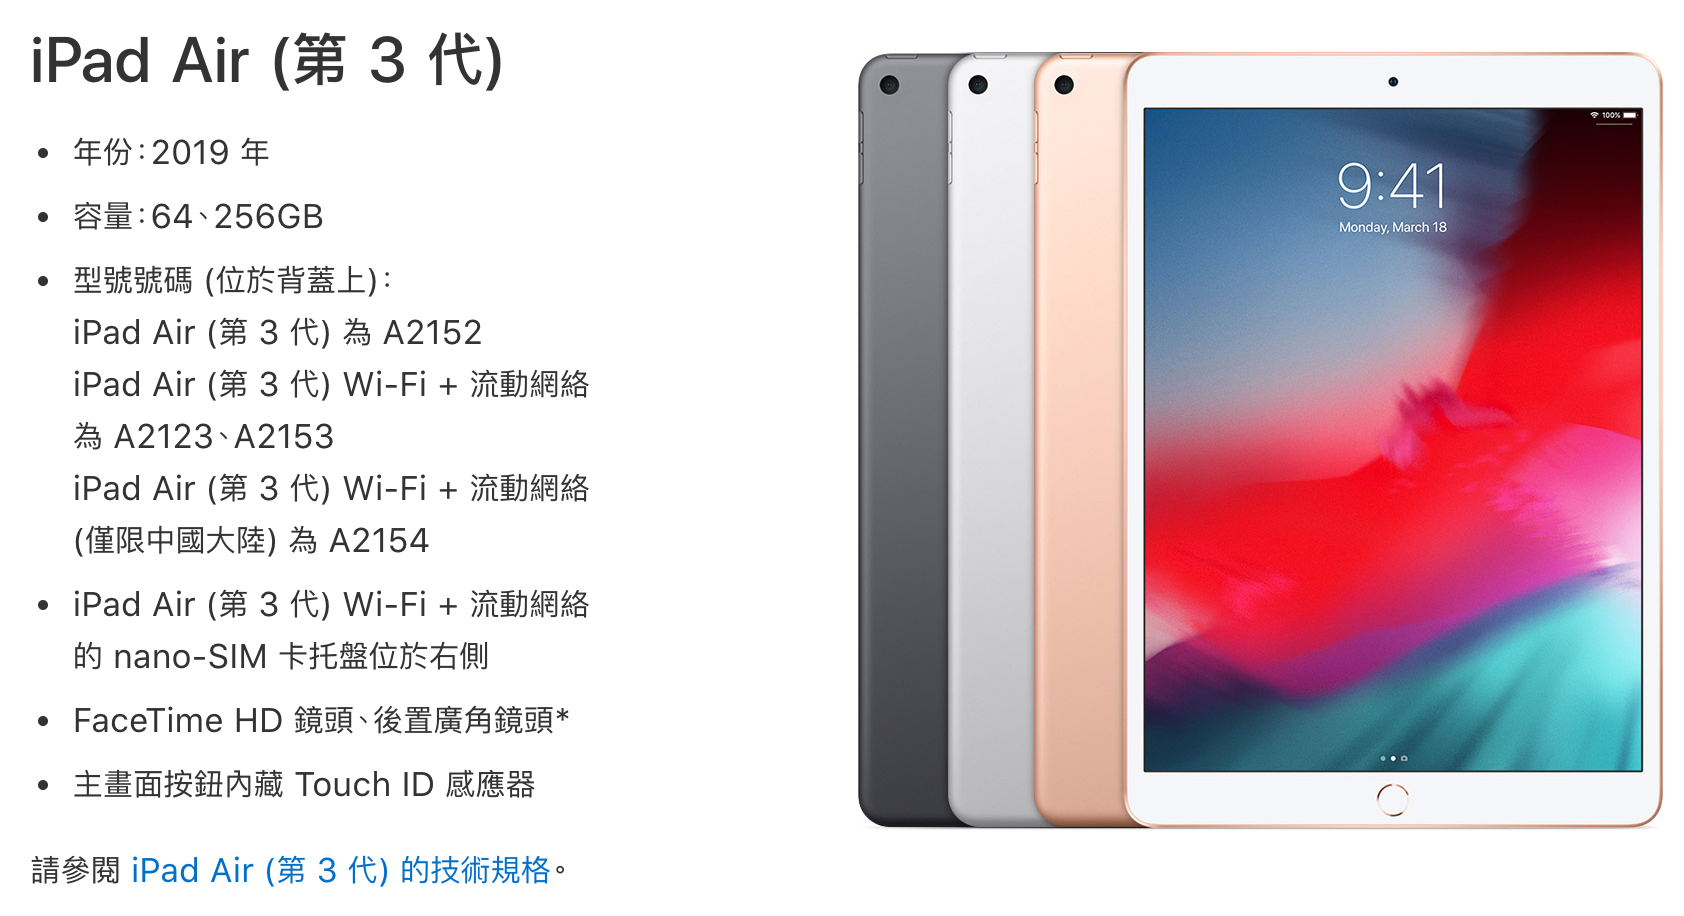 iPad Air (第 3 代)
• 年份：2019 年
• 容量：64、256GB
• 型號號碼 (位於背蓋上)：
iPad Air (第 3 代) 為 A2152
iPad Air (第 3 代) Wi-Fi + 流動網絡
為 A2123、A2153
iPad Air (第 3 代) Wi-Fi + 流動網絡
(僅限中國大陸) 為 A2154
• iPad Air (第 3 代) Wi-Fi + 流動網絡
的 nano-SIM 卡托盤位於右側
• FaceTime HD 鏡頭、後置廣角鏡頭*
• 主畫面按鈕內藏 Touch ID 感應器
請參閱 iPad Air (第 3 代) 的技術規格。
100%
9:41
Monday, March 18